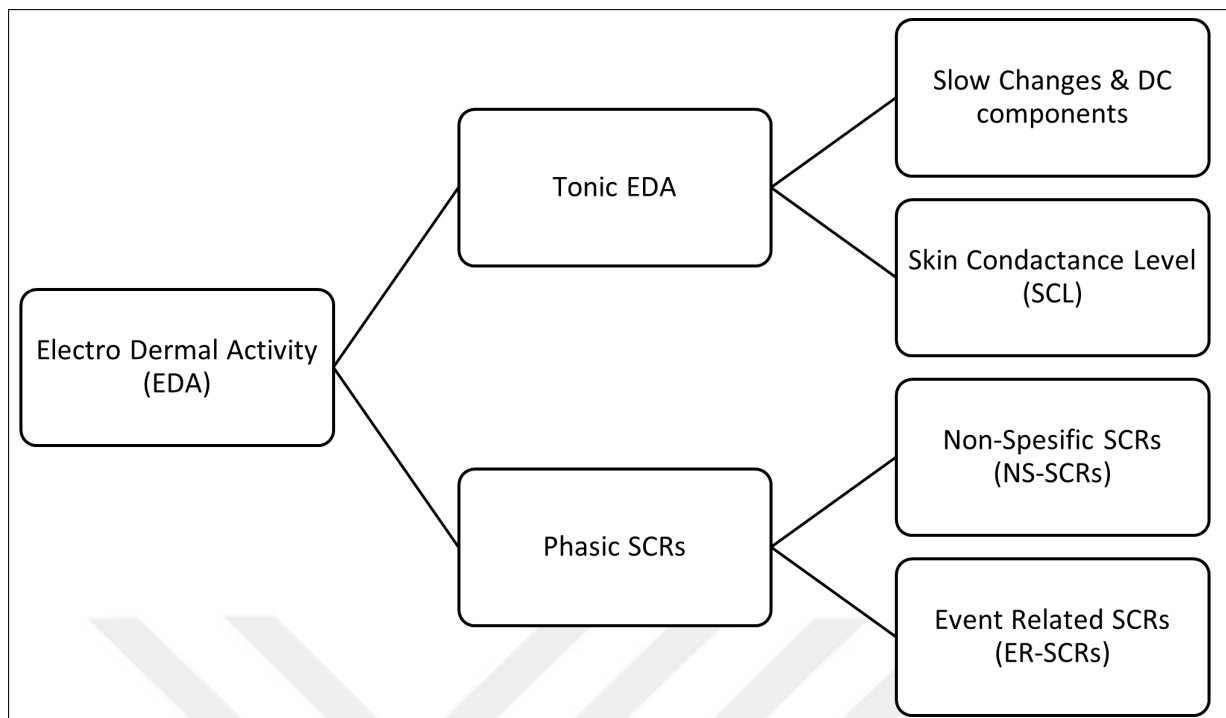 Electro Dermal Activity
(EDA)
Tonic EDA
Slow Changes & DC
components
Skin Condactance Level
(SCL)
Phasic SCRs
Non-Spesific SCRs
(NS-SCRs)
Event Related SCRs
(ER-SCRs)